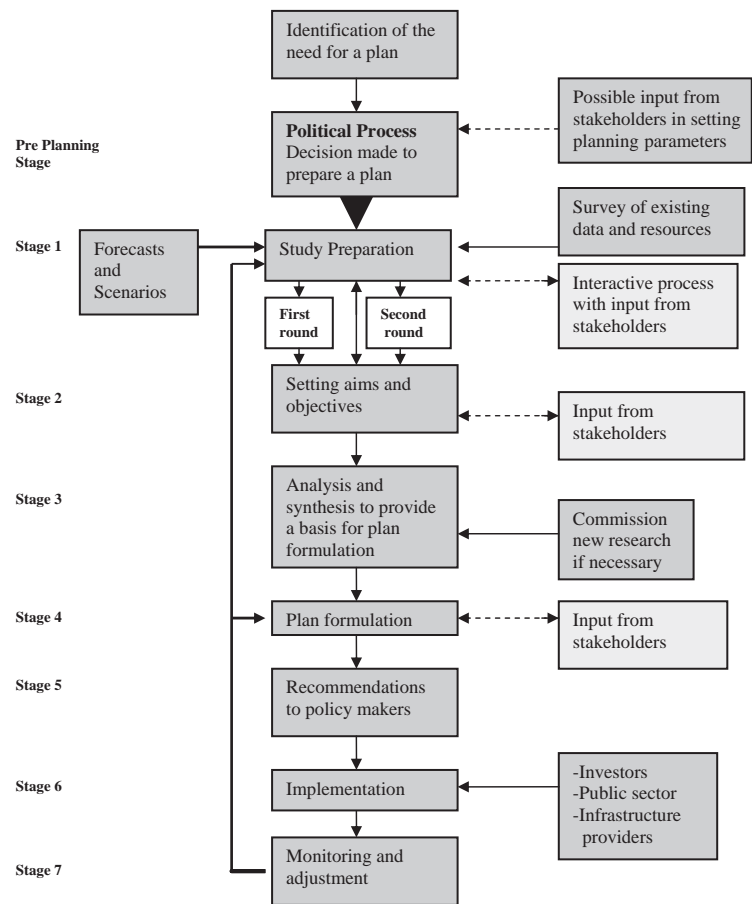 Identification of the
need for a plan
Pre Planning
Stage
Political Process
Decision made to
prepare a plan
Possible input from
stakeholders in setting
planning parameters
Stage 1
Forecasts
and
Scenarios
Study Preparation
Survey of existing
data and resources
Interactive process
with input from
stakeholders
First
round
Second
round
Stage 2
Setting aims and
objectives
Input from
stakeholders
Stage 3
Analysis and
synthesis to provide
a basis for plan
formulation
Commission
new research
if necessary
Stage 4
Plan formulation
Input from
stakeholders
Stage 5
Recommendations
to policy makers
Stage 6
Implementation
-Investors
-Public sector
-Infrastructure
providers
Stage 7
Monitoring and
adjustment